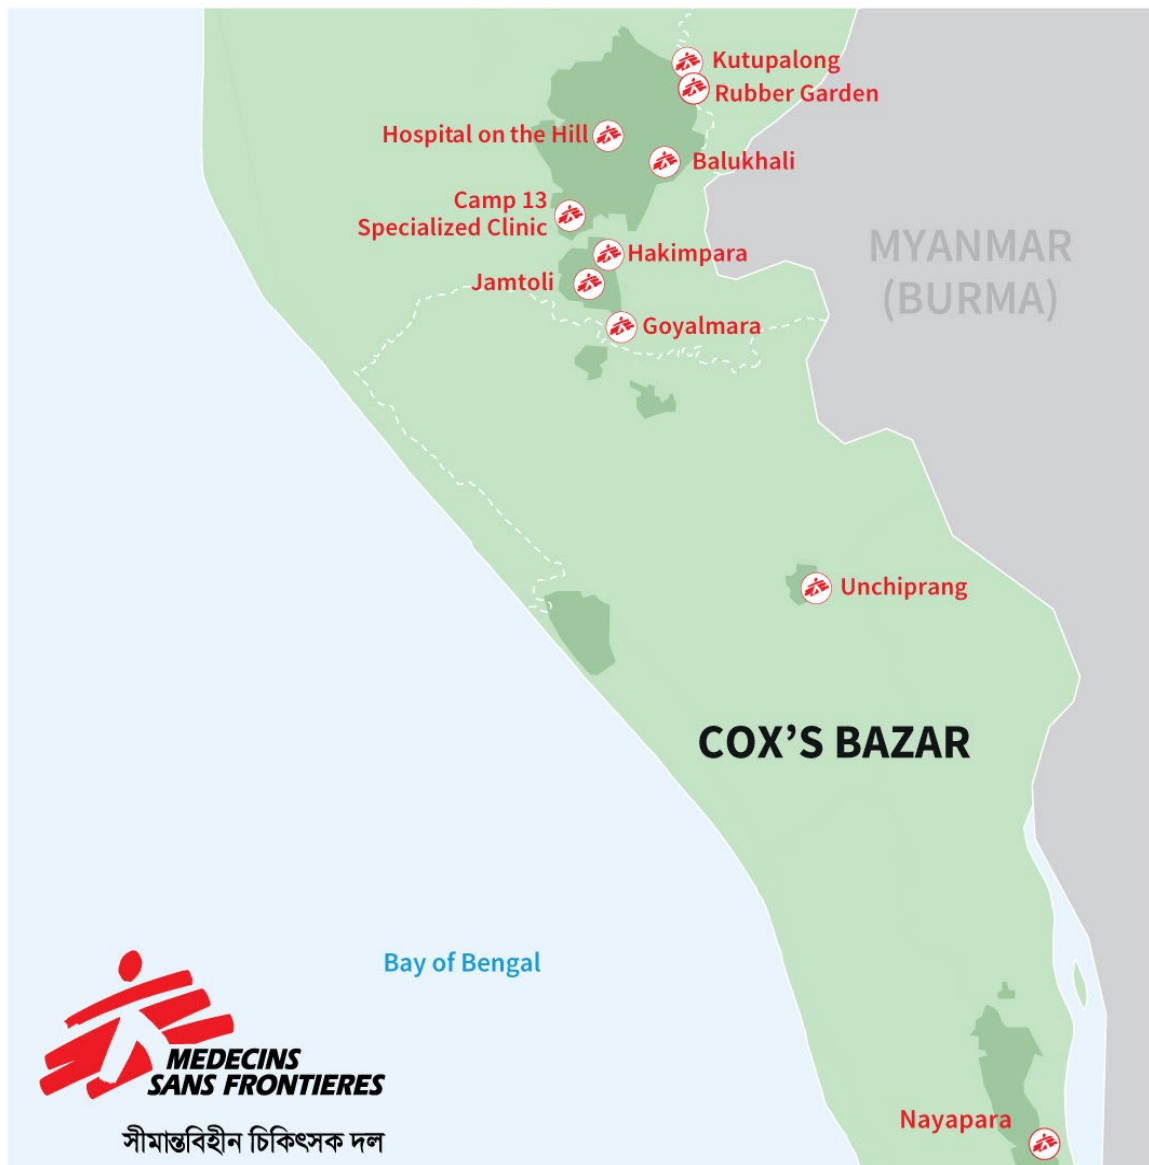 Kutupalong
Rubber Garden
Hospital on the Hill
Balukhali
Camp 13
Specialized Clinic
Hakimpara
Jamtoli
Goyalmara
MYANMAR
(BURMA)
Unchiprang
COX’S BAZAR
Bay of Bengal
MEDECINS
SANS FRONTIERES
সীমান্তবিহীন চিকিৎসক দল
Nayapara